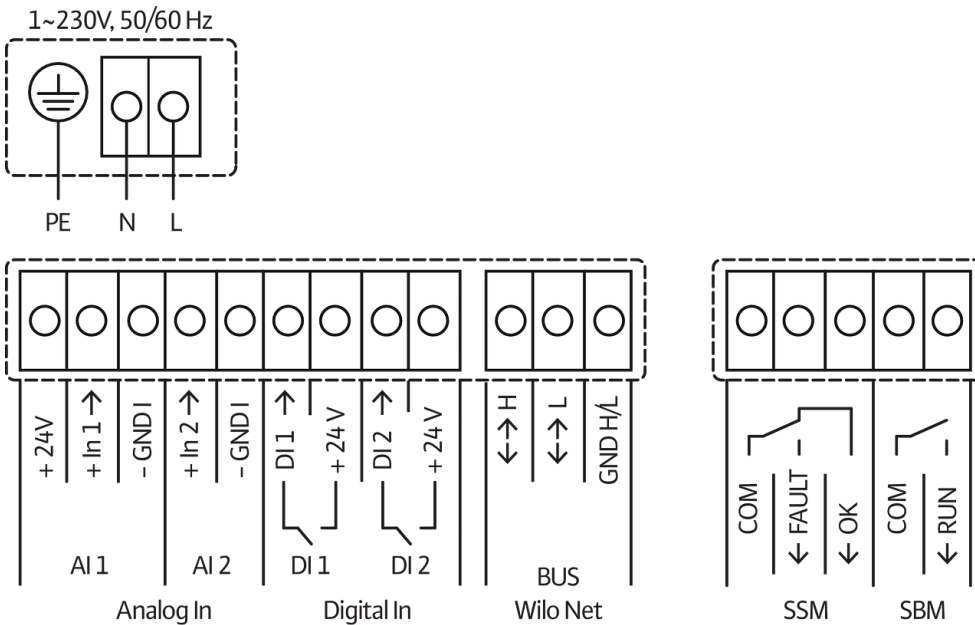 1~230V, 50/60 Hz
PE N L
+ 24V
+ In 1 →
- GND I
+ In 2 →
- GND I
DI 1 →
+ 24 V
DI 2 →
+ 24 V
↔ H
↔ L
GND H/L
COM
← FAULT
← OK
COM
← RUN
AI 1 AI 2 DI 1 DI 2 BUS
Analog In Digital In Wilo Net SSM SBM